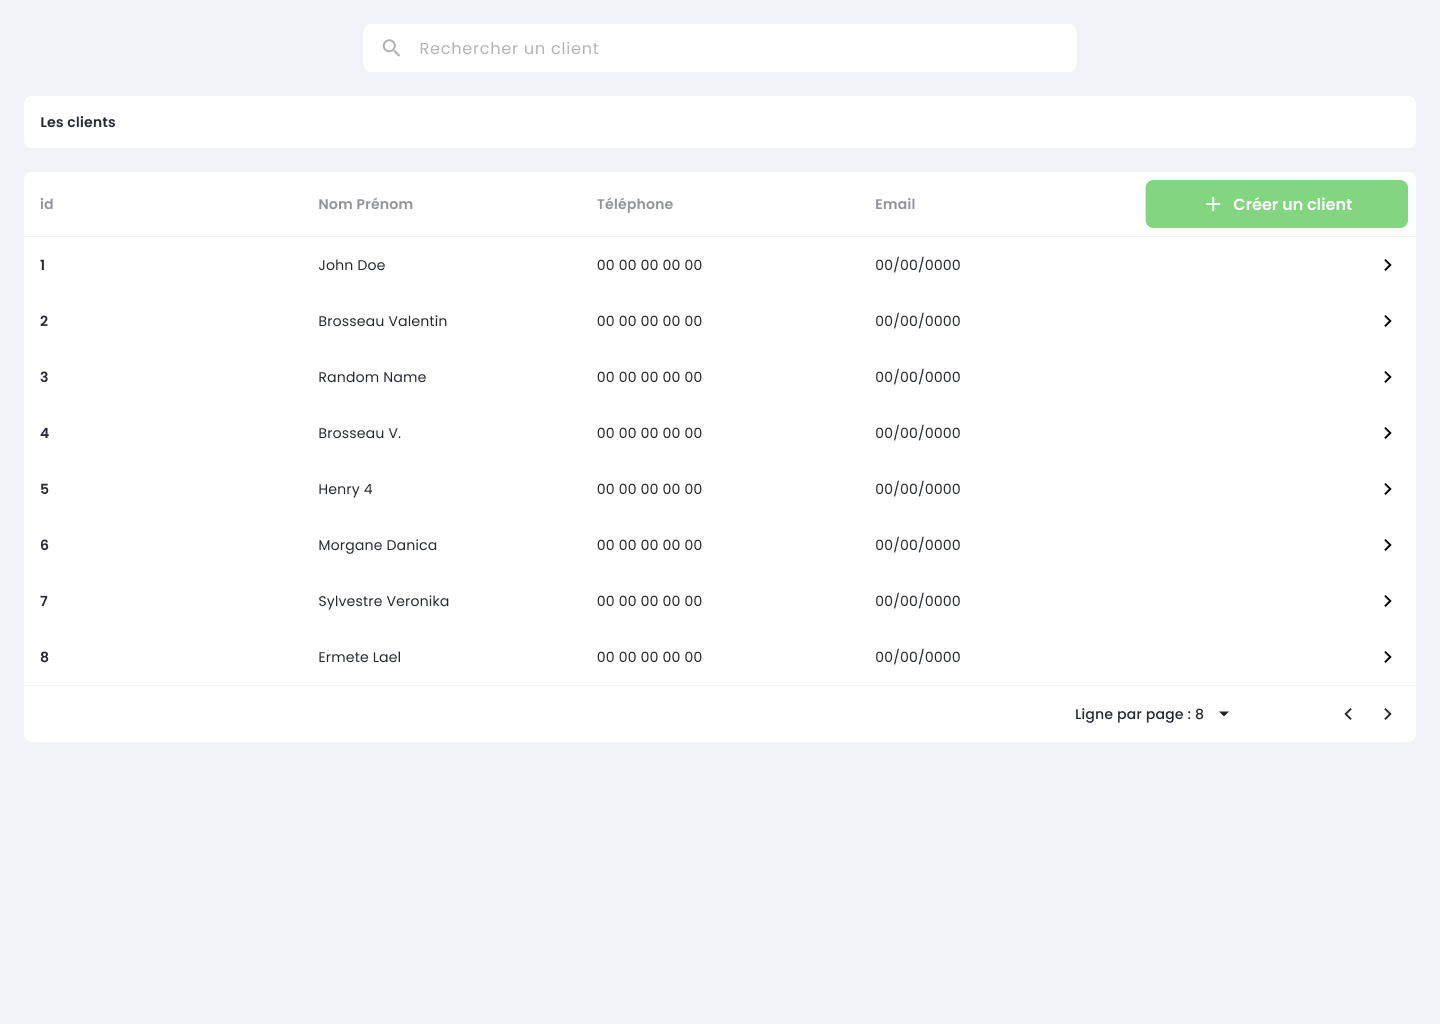 Rechercher un client
Les clients
id Nom Prénom Téléphone Email Créer un client
1 John Doe 00 00 00 00 00 00/00/0000
2 Brosseau Valentin 00 00 00 00 00 00/00/0000
3 Random Name 00 00 00 00 00 00/00/0000
4 Brosseau V. 00 00 00 00 00 00/00/0000
5 Henry 4 00 00 00 00 00 00/00/0000
6 Morgane Danica 00 00 00 00 00 00/00/0000
7 Sylvestre Veronika 00 00 00 00 00 00/00/0000
8 Ermete Lael 00 00 00 00 00 00/00/0000
Ligne par page : 8